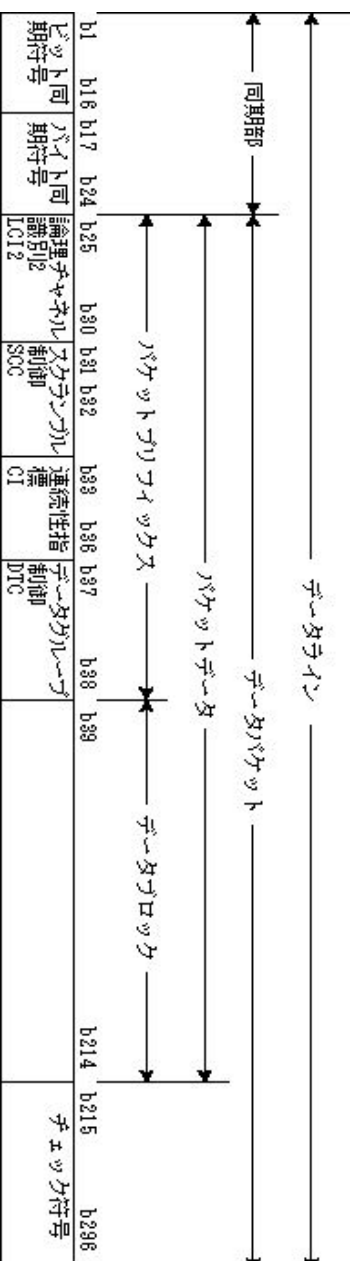 データライン
同期部
データパケット
パケットデータ
パケットプリフィックス
データブロック
b1 b16 b17 b24 b25 b30 b31 b32 b33 b36 b37 b38 b39 b214 b215 b296
ビット同
期符号
バイト同
期符号
論理チャネル
識別2
LCI2
スクランブル
制御
SCC
連続性指
標
CI
データグループ
制御
DTC
チェック符号